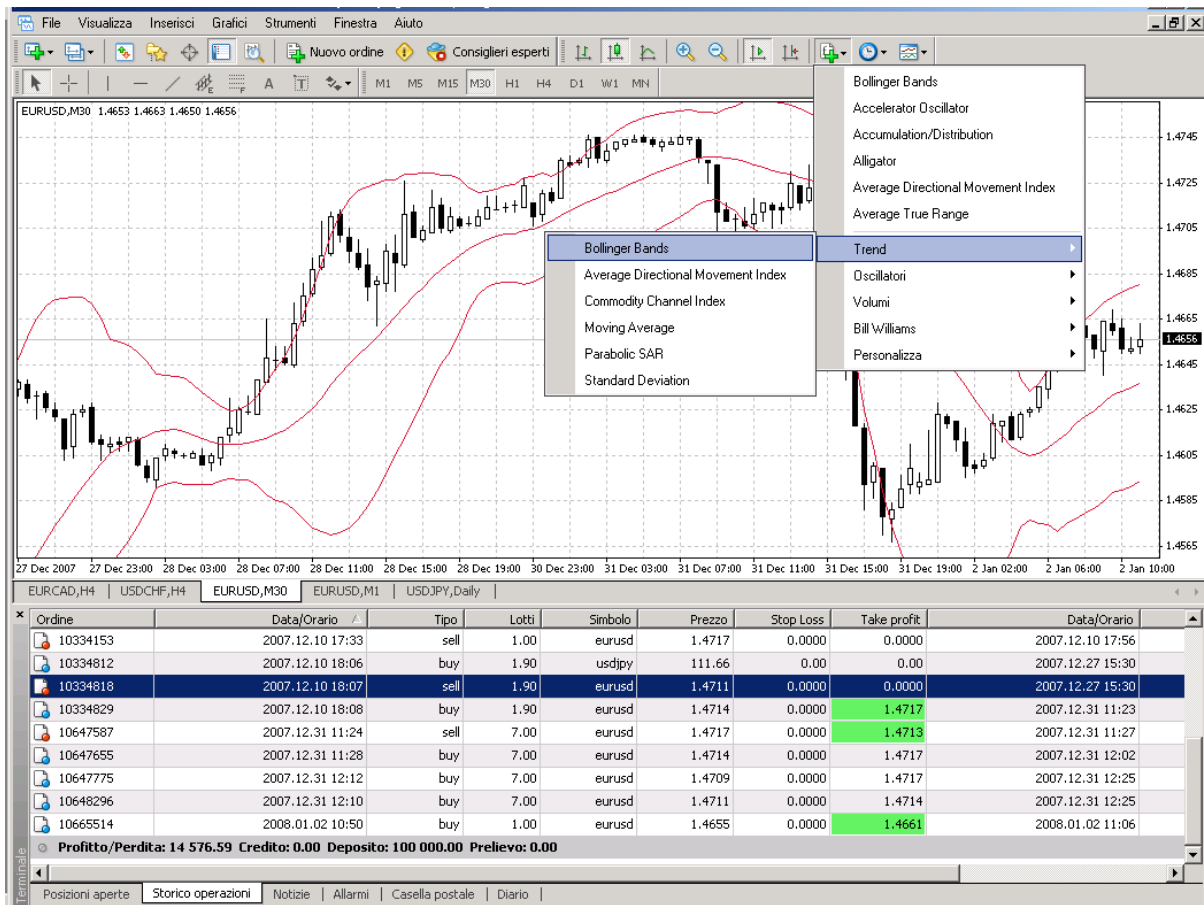 File Visualizza Inserisci Grafici Strumenti Finestra Aiuto
Nuovo ordine Consiglieri esperti
A T M1 M5 M15 M30 H1 H4 D1 W1 MN
EURUSD,M30 1.4653 1.4663 1.4650 1.4656
Bollinger Bands
Accelerator Oscillator
Accumulation/Distribution
Alligator
Average Directional Movement Index
Average True Range
Trend
Oscillatori
Volumi
Bill Williams
Personalizza
Bollinger Bands
Average Directional Movement Index
Commodity Channel Index
Moving Average
Parabolic SAR
Standard Deviation
1.4745
1.4725
1.4705
1.4685
1.4665
1.4656
1.4645
1.4625
1.4605
1.4585
1.4565
27 Dec 2007 27 Dec 23:00 28 Dec 03:00 28 Dec 07:00 28 Dec 11:00 28 Dec 15:00 28 Dec 19:00 30 Dec 23:00 31 Dec 03:00 31 Dec 07:00 31 Dec 11:00 31 Dec 15:00 31 Dec 19:00 2 Jan 02:00 2 Jan 06:00 2 Jan 10:00
EURCAD,H4 USDCHF,H4 EURUSD,M30 EURUSD,M1 USDJPY,Daily
Ordine Data/Orario Tipo Lotti Simbolo Prezzo Stop Loss Take profit Data/Orario
10334153 2007.12.10 17:33 sell 1.00 eurusd 1.4717 0.0000 0.0000 2007.12.10 17:56
10334812 2007.12.10 18:06 buy 1.90 usdjpy 111.66 0.00 0.00 2007.12.27 15:30
10334818 2007.12.10 18:07 sell 1.90 eurusd 1.4711 0.0000 0.0000 2007.12.27 15:30
10334829 2007.12.10 18:08 buy 1.90 eurusd 1.4714 0.0000 1.4717 2007.12.31 11:23
10647587 2007.12.31 11:24 sell 7.00 eurusd 1.4717 0.0000 1.4713 2007.12.31 11:27
10647655 2007.12.31 11:28 buy 7.00 eurusd 1.4714 0.0000 1.4717 2007.12.31 12:02
10647775 2007.12.31 12:12 buy 7.00 eurusd 1.4709 0.0000 1.4717 2007.12.31 12:25
10648296 2007.12.31 12:10 buy 7.00 eurusd 1.4711 0.0000 1.4714 2007.12.31 12:25
10665514 2008.01.02 10:50 buy 1.00 eurusd 1.4655 0.0000 1.4661 2008.01.02 11:06
Profitto/Perdita: 14 576.59 Credito: 0.00 Deposito: 100 000.00 Prelievo: 0.00
Terminale
Posizioni aperte Storico operazioni Notizie Allarmi Casella postale Diario